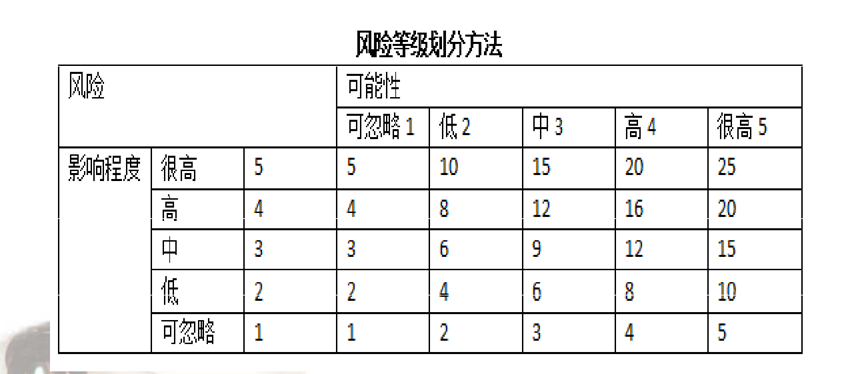 风险等级划分方法
风险 可能性
可忽略 1 低 2 中 3 高 4 很高 5
影响程度 很高 5 5 10 15 20 25
高 4 4 8 12 16 20
中 3 3 6 9 12 15
低 2 2 4 6 8 10
可忽略 1 1 2 3 4 5